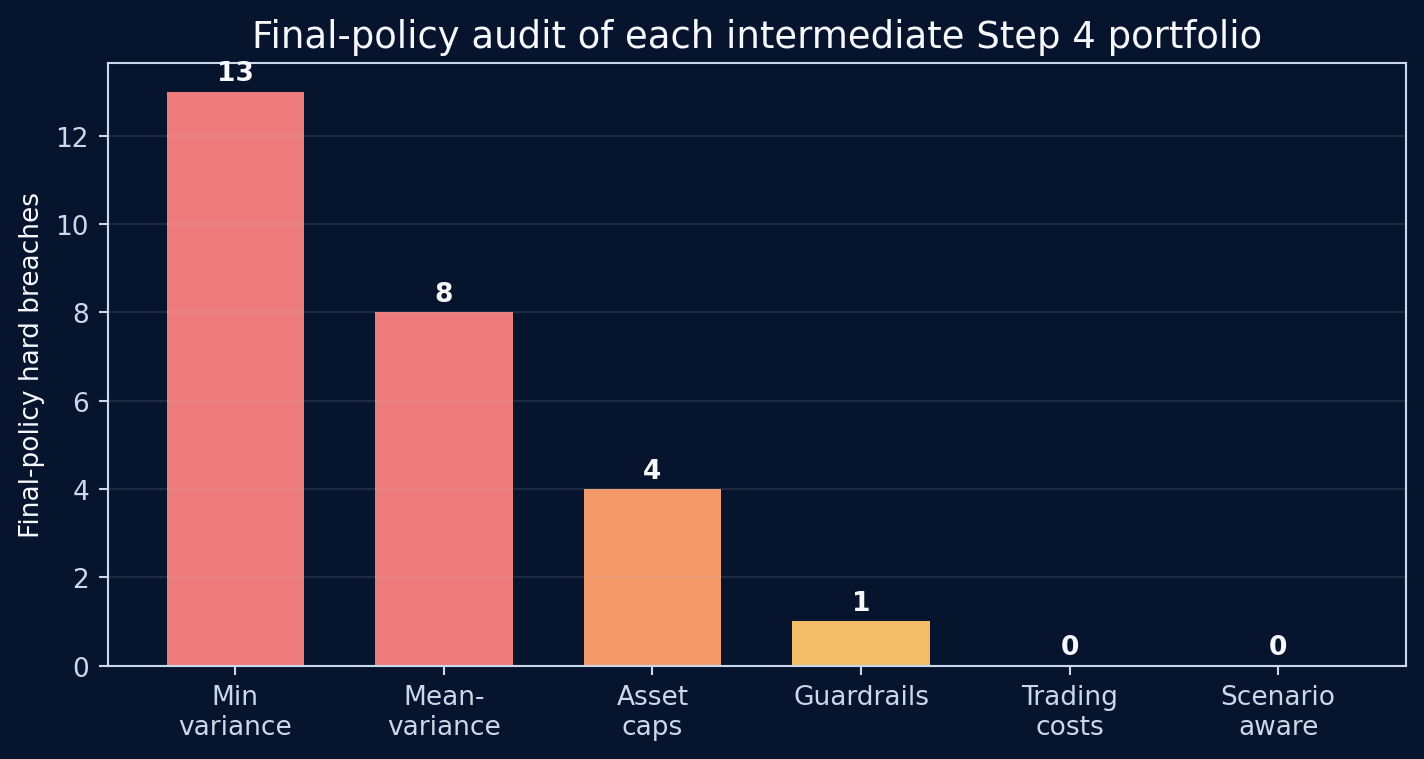 Final-policy audit of each intermediate Step 4 portfolio
Final-policy hard breaches
12
10
8
6
4
2
0
13
8
4
1
0
0
Min
variance
Mean-
variance
Asset
caps
Guardrails
Trading
costs
Scenario
aware